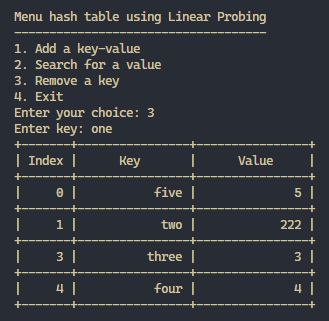 Menu hash table using Linear Probing
------------------------------------
1. Add a key-value
2. Search for a value
3. Remove a key
4. Exit
Enter your choice: 3
Enter key: one
+-------+----------------+----------------+
| Index |      Key       |     Value      |
+-------+----------------+----------------+
|     0 |           five |              5 |
+-------+----------------+----------------+
|     1 |            two |            222 |
+-------+----------------+----------------+
|     3 |          three |              3 |
+-------+----------------+----------------+
|     4 |           four |              4 |
+-------+----------------+----------------+